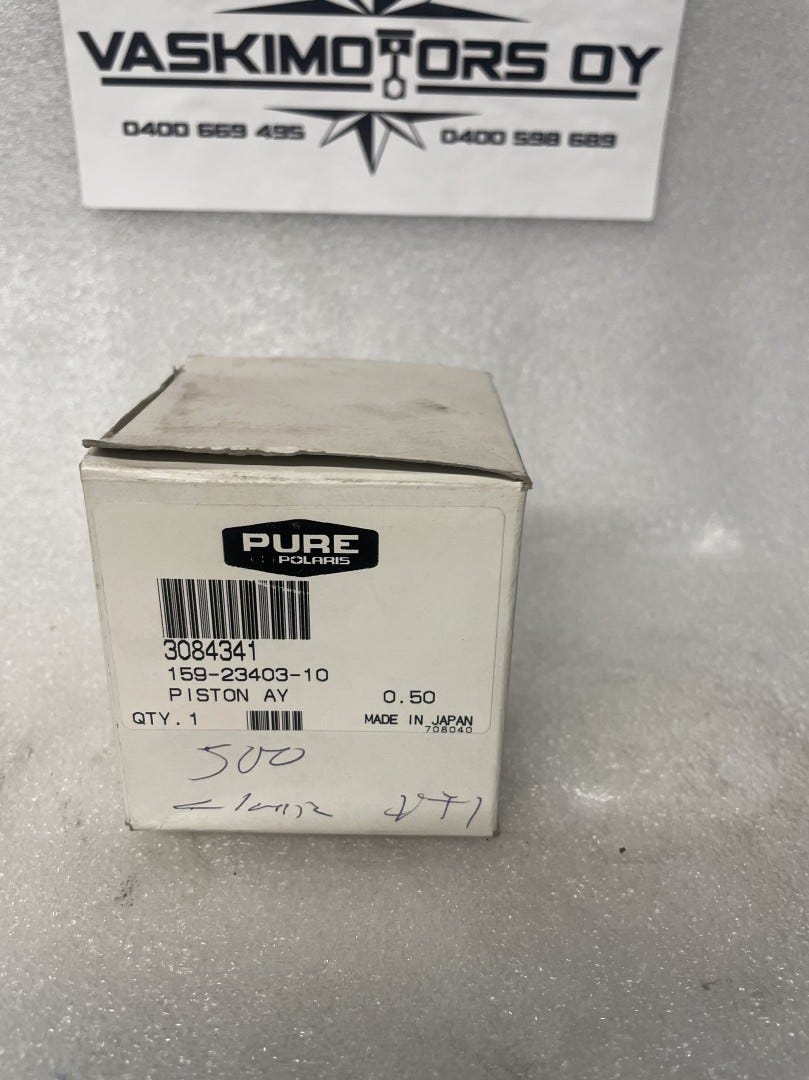 VASKIMOTORS OY
0400 669 495 0400 598 689
PURE
POLARIS
3084341
159-23403-10
PISTON AY 0.50
QTY. 1 MADE IN JAPAN
708040
500